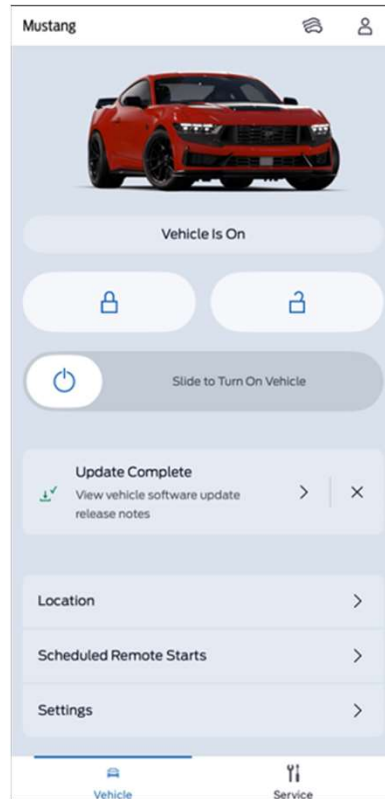 Mustang
Vehicle Is On
Slide to Turn On Vehicle
Update Complete
View vehicle software update
release notes
Location
Scheduled Remote Starts
Settings
Vehicle
Service